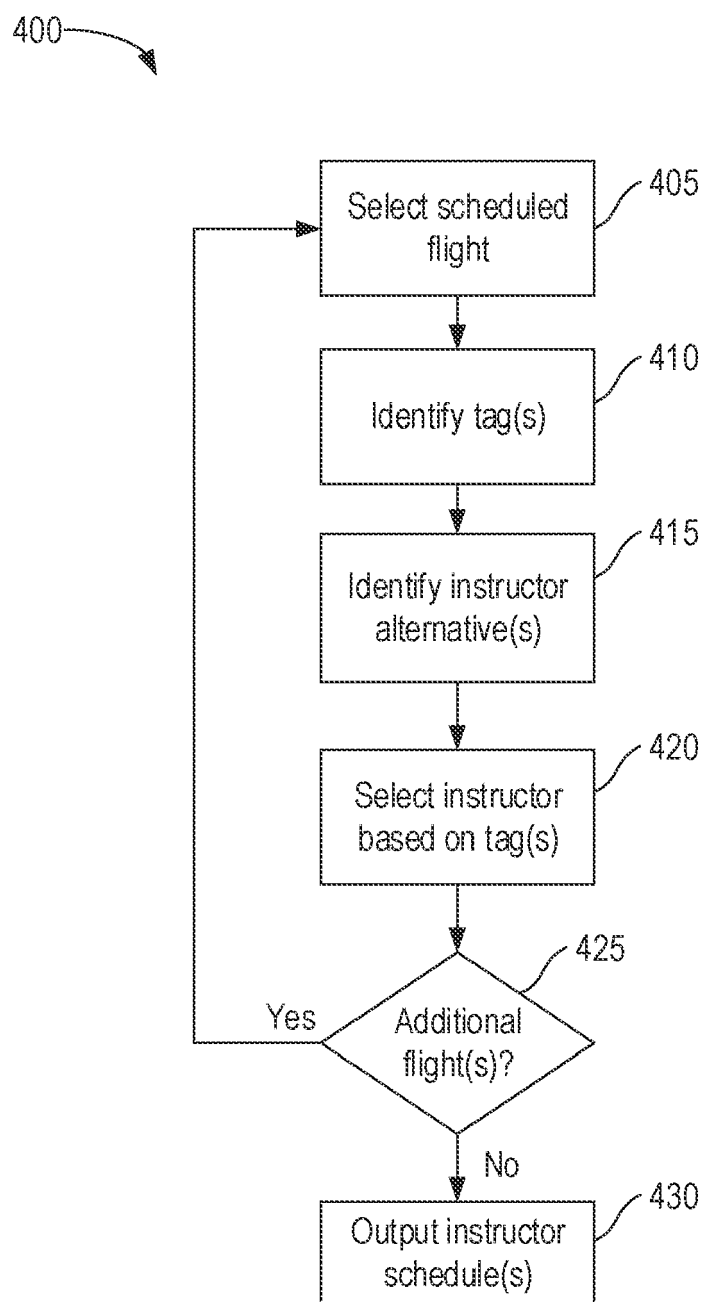 400
Select scheduled
flight
405
Identify tag(s)
410
Identify instructor
alternative(s)
415
Select instructor
based on tag(s)
420
Additional
flight(s)?
425
Yes
No
Output instructor
schedule(s)
430